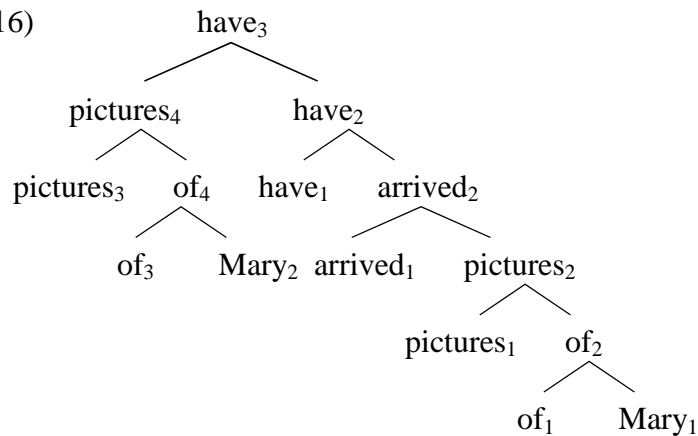 16) have₃
pictures₄ have₂
pictures₃ of₄ have₁ arrived₂
of₃ Mary₂ arrived₁ pictures₂
pictures₁ of₂
of₁ Mary₁